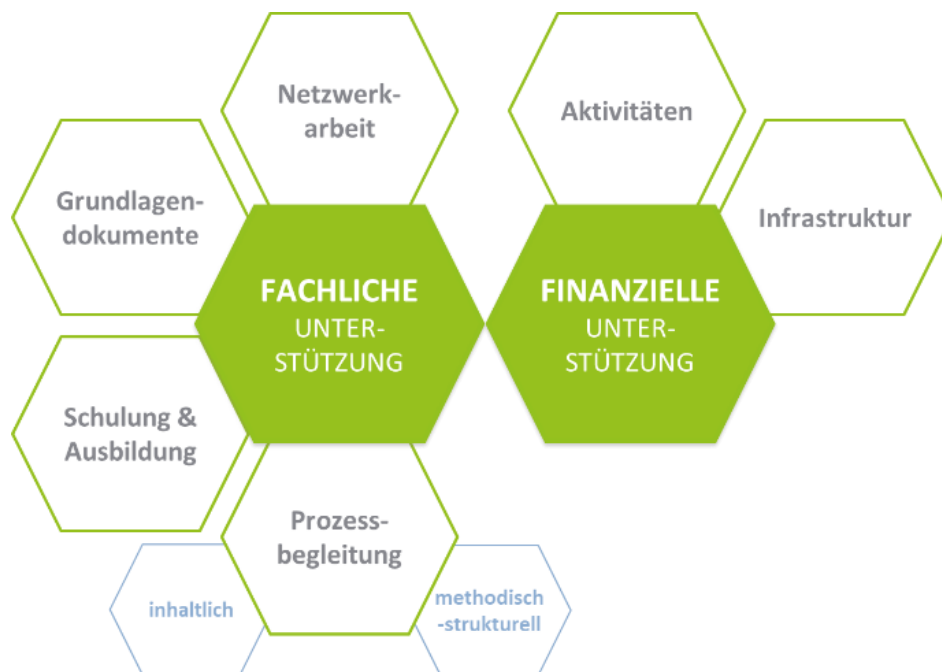 Netzwerk-
arbeit
Aktivitäten
Grundlagen-
dokumente
Infrastruktur
FACHLICHE
UNTER-
STÜTZUNG
FINANZIELLE
UNTER-
STÜTZUNG
Schulung &
Ausbildung
Prozess-
begleitung
inhaltlich
methodisch
-strukturell